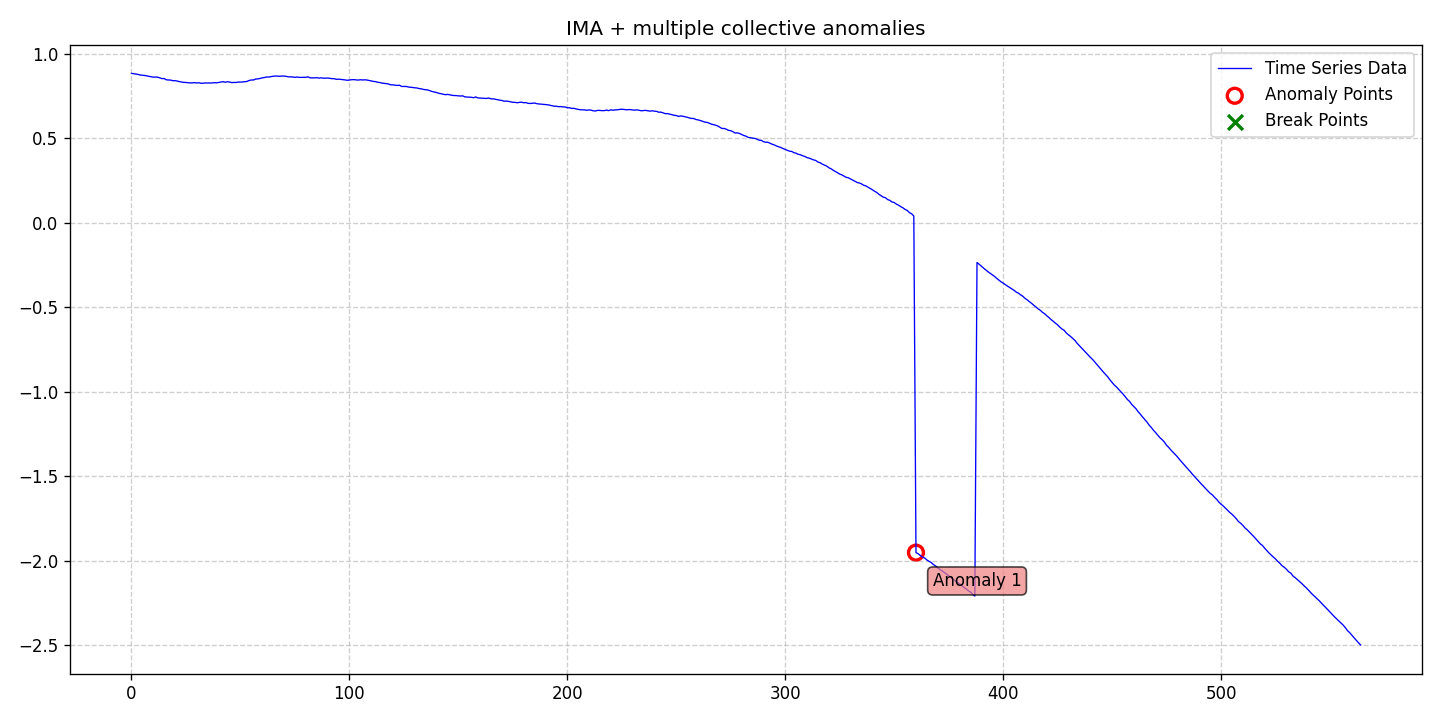 IMA + multiple collective anomalies
Time Series Data
Anomaly Points
Break Points
1.0
0.5
0.0
−0.5
−1.0
−1.5
−2.0
−2.5
Anomaly 1
0
100
200
300
400
500